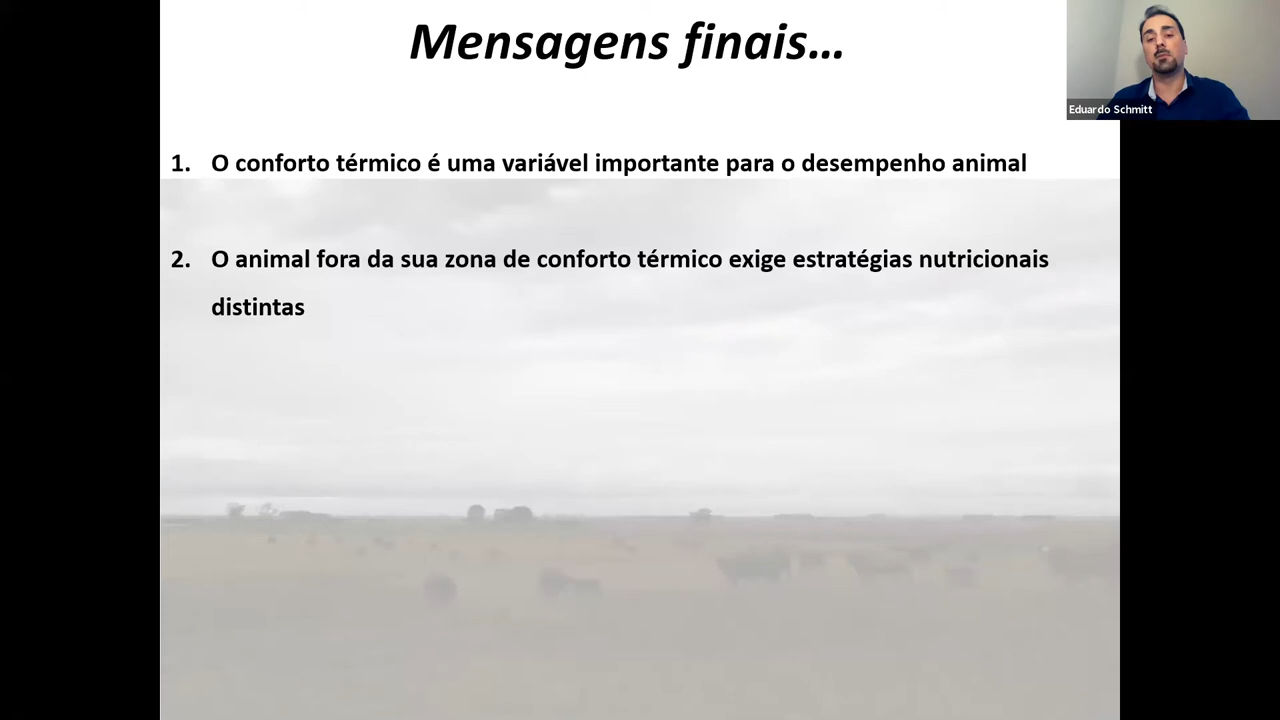 Mensagens finais...
Eduardo Schmitt
1. O conforto térmico é uma variável importante para o desempenho animal
2. O animal fora da sua zona de conforto térmico exige estratégias nutricionais
distintas